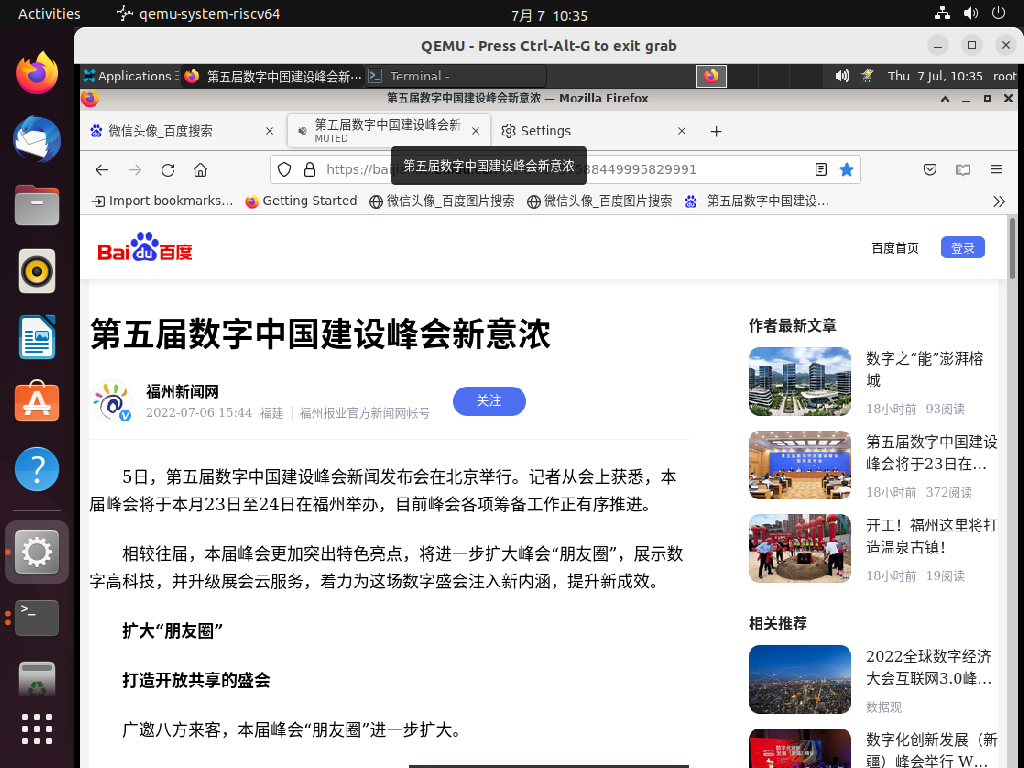 Activities
qemu-system-riscv64
7月 7 10:35
QEMU - Press Ctrl-Alt-G to exit grab
Applications
第五届数字中国建设峰会新…
Terminal -
Thu 7 Jul, 10:35
root
第五届数字中国建设峰会新意浓 — Mozilla Firefox
微信头像_百度搜索
第五届数字中国建设峰会新
MUTED
Settings
第五届数字中国建设峰会新意浓
https://baij
588449995829991
Import bookmarks...
Getting Started
微信头像_百度图片搜索
微信头像_百度图片搜索
第五届数字中国建设…
Bai du 百度
百度首页
登录
第五届数字中国建设峰会新意浓
福州新闻网
2022-07-06 15:44 福建 福州报业官方新闻网帐号
关注
5日，第五届数字中国建设峰会新闻发布会在北京举行。记者从会上获悉，本
届峰会将于本月23日至24日在福州举办，目前峰会各项筹备工作正有序推进。
相较往届，本届峰会更加突出特色亮点，将进一步扩大峰会“朋友圈”，展示数
字高科技，并升级展会云服务，着力为这场数字盛会注入新内涵，提升新成效。
扩大“朋友圈”
打造开放共享的盛会
广邀八方来客，本届峰会“朋友圈”进一步扩大。
作者最新文章
数字之“能”澎湃榕
城
18小时前 93阅读
第五届数字中国建设
峰会将于23日在…
18小时前 372阅读
开工！福州这里将打
造温泉古镇！
18小时前 19阅读
相关推荐
2022全球数字经济
大会互联网3.0峰…
数据观
数字化创新发展（新
疆）峰会举行 W…